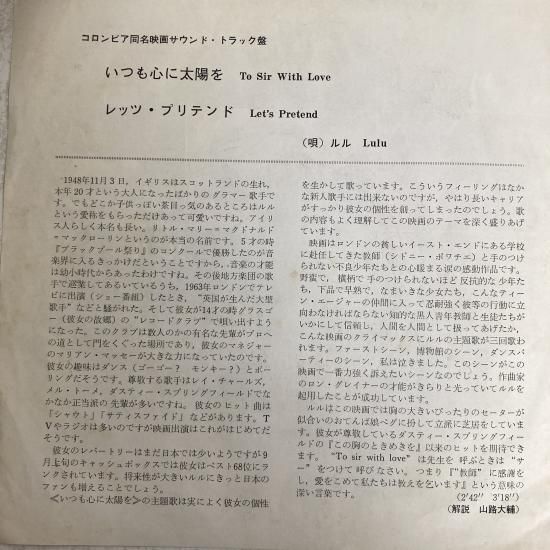 コロンビア同名映画サウンド・トラック盤
いつも心に太陽を To Sir With Love
レッツ・プリテンド Let's Pretend
(唄) ルル Lulu
1948年11月3日,イギリスはスコットランドの生れ,
本年20才という大人になったばかりの グラマー 歌手で
す。でもどこか子供っぽい茶目っ気のあるところはルル
という愛称をもらっただけあって可愛いですね。アイリ
ス人らしく本名も長い。リトル・マリー=マクドナルド
=マックローリンというのが本当の名前です。5才の時
『ブラックプール祭り』のコンクールで優勝したのが音
楽界に入るきっかけだということですから,音楽の才能
は幼小時代からあったわけですね。その後地方楽団の歌
手で巡業してあるいているうち,1963年ロンドンでテレ
ビに出演(ショー番組)したとき,"英国が生んだ大型
歌手"などと騒がれた。そして彼女が14才の時グラスゴ
ー(彼女の故郷)の"レコードクラブ"で唄い出すよう
になった。このクラブは数人のかの有名な先輩がプロへ
の道として門をくぐった場所であり,彼女のマネジャー
のマリアン・マッセーが大きな力になっていたのです。
彼女の趣味はダンス(ゴーゴー? モンキー?)とボー
リングだそうです。尊敬する歌手はレイ・チャールズ,
メル・トーメ,ダスティー・スプリングフィールドでな
かなか正当派の先輩が多いですね。 彼女のヒット曲は
「シャウト」「サティスファイド」などがあります。T
Vやラジオは多いのですが映画出演はこれがはじめてだ
そうです。
彼女のレパートリーはまだ日本では少いようですが9
月上旬のキャッシュボックスでは彼女はベスト68位にラ
ンクされています。将来性が大きいルルにきっと日本の
ファンも増えることでしょう。
≪いつも心に太陽を≫の主題歌は実によく彼女の個性
を生かして歌っています。こういうフィーリングはなか
な新人歌手には出来ないのですが,やはり長いキャリア
がすっかり彼女の個性を創ってしまったのでしょう。歌
の内容もよく理解してこの映画のテーマを深く盛りあげ
ています。
映画はロンドンの貧しいイースト・エンドにある学校
に赴任してきた教師(シドニー・ポワチエ)と手のつけ
られない不良少年たちとの心暖まる涙の感動作品です。
野蛮で,横柄で 手のつけられないほど反抗的な少年た
ち,下品で早熟で,なまいきな少女たち,こんなティー
ン・エージャーの仲間に入って忍耐強く彼等の行動に立
向わなければならない知的な黒人青年教師と生徒たちが
いかにして信頼し,人間を人間として扱ってあげたか,
こんな映画のクライマックスにルルの主題歌が三回歌わ
れます。ファーストシーン,博物館のシーン,ダンスパ
ーティーのシーン,私は泣きました。このシーンがこの
映画で一番力強く訴えたいシーンなのでしょう。作曲家
のロン・グレイナーの才能がきらりと光っていてルルを
起用したことが成功しています。
ルルはこの映画では胸の大きいぴったりのセーターが
似合いのおてんば娘ペグに扮して立派に芝居をしていま
す。彼女が尊敬しているダスティー・スプリングフィー
ルドの『この胸のときめきを』以来のヒットを期待でき
ます。"To sir with love"は先生を 呼ぶときは"サ
ー"をつけて 呼びなさい。つまり『"教師"に感謝を
し,愛をこめて私たちは教えを乞います』という意味の
深い言葉です。 (2′42″ 3′18″)
(解説 山路大輔)